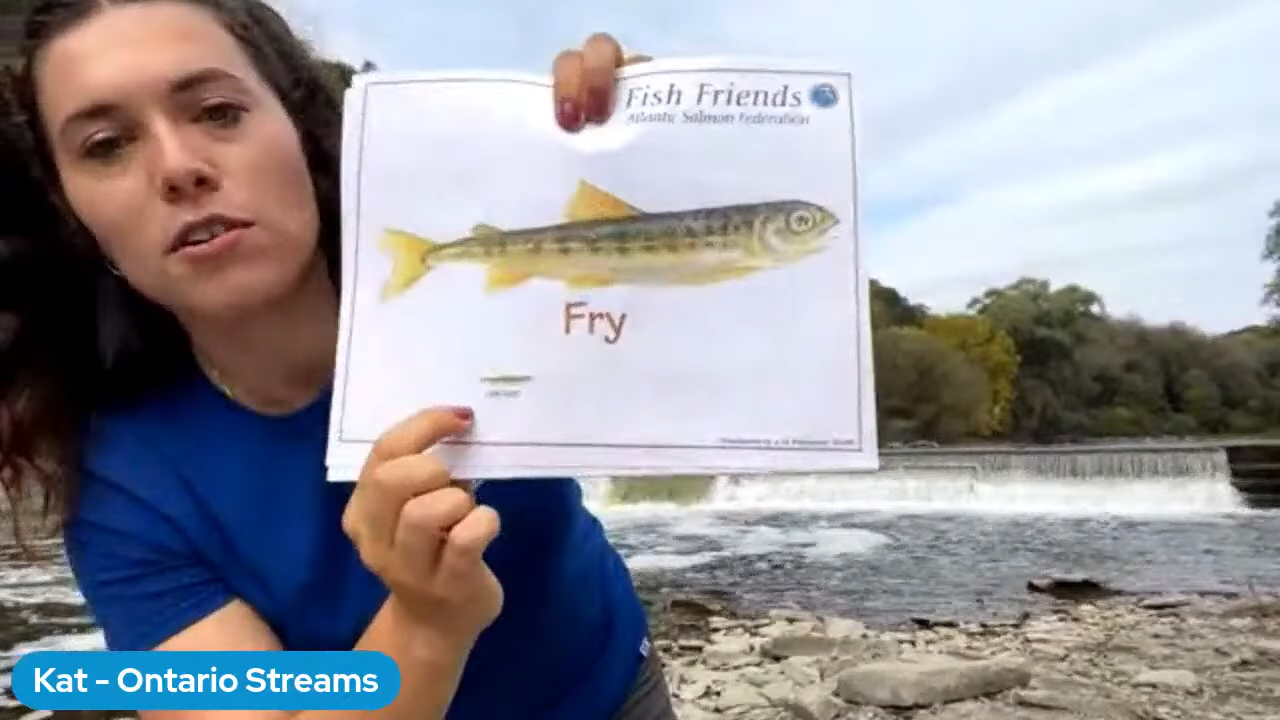 Fish Friends
Atlantic Salmon Federation
Fry
Kat - Ontario Streams